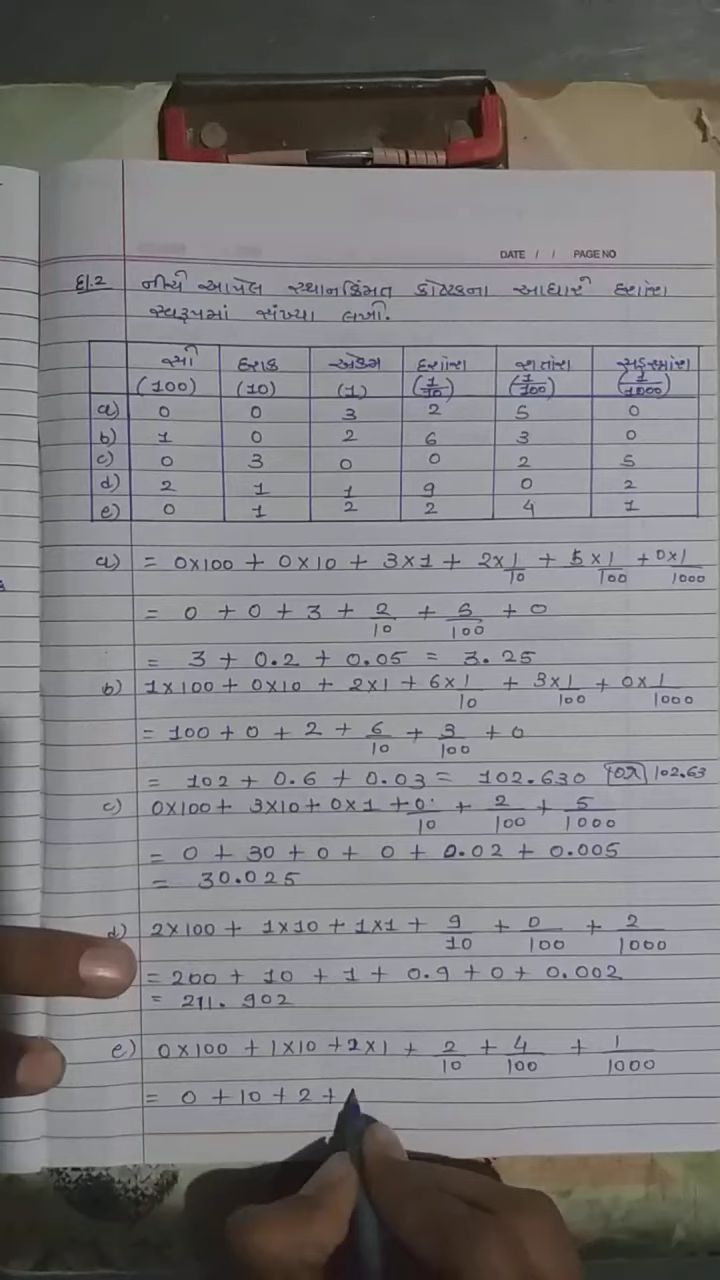 DATE / / PAGE NO
દા.2 નીચે આપેલ સ્થાનકિંમત કોષ્ટકના આધારે દશાંશ
સ્વરૂપમાં સંખ્યા લખો.
સો દશક એકમ દશાંશ શતાંશ સહસ્ત્રાંશ
(100) (10) (1) (1/10) (1/100) (1/1000)
a) 0 0 3 2 5 0
b) 1 0 2 6 3 0
c) 0 3 0 0 2 5
d) 2 1 1 9 0 2
e) 0 1 2 2 4 1
a) = 0×100 + 0×10 + 3×1 + 2×1/10 + 5×1/100 + 0×1/1000
= 0 + 0 + 3 + 2/10 + 5/100 + 0
= 3 + 0.2 + 0.05 = 3.25
b) 1×100 + 0×10 + 2×1 + 6×1/10 + 3×1/100 + 0×1/1000
= 100 + 0 + 2 + 6/10 + 3/100 + 0
= 102 + 0.6 + 0.03 = 102.630 102.63
c) 0×100 + 3×10 + 0×1 + 0/10 + 2/100 + 5/1000
= 0 + 30 + 0 + 0 + 0.02 + 0.005
= 30.025
d) 2×100 + 1×10 + 1×1 + 9/10 + 0/100 + 2/1000
= 200 + 10 + 1 + 0.9 + 0 + 0.002
= 211.902
e) 0×100 + 1×10 + 2×1 + 2/10 + 4/100 + 1/1000
= 0 + 10 + 2 +